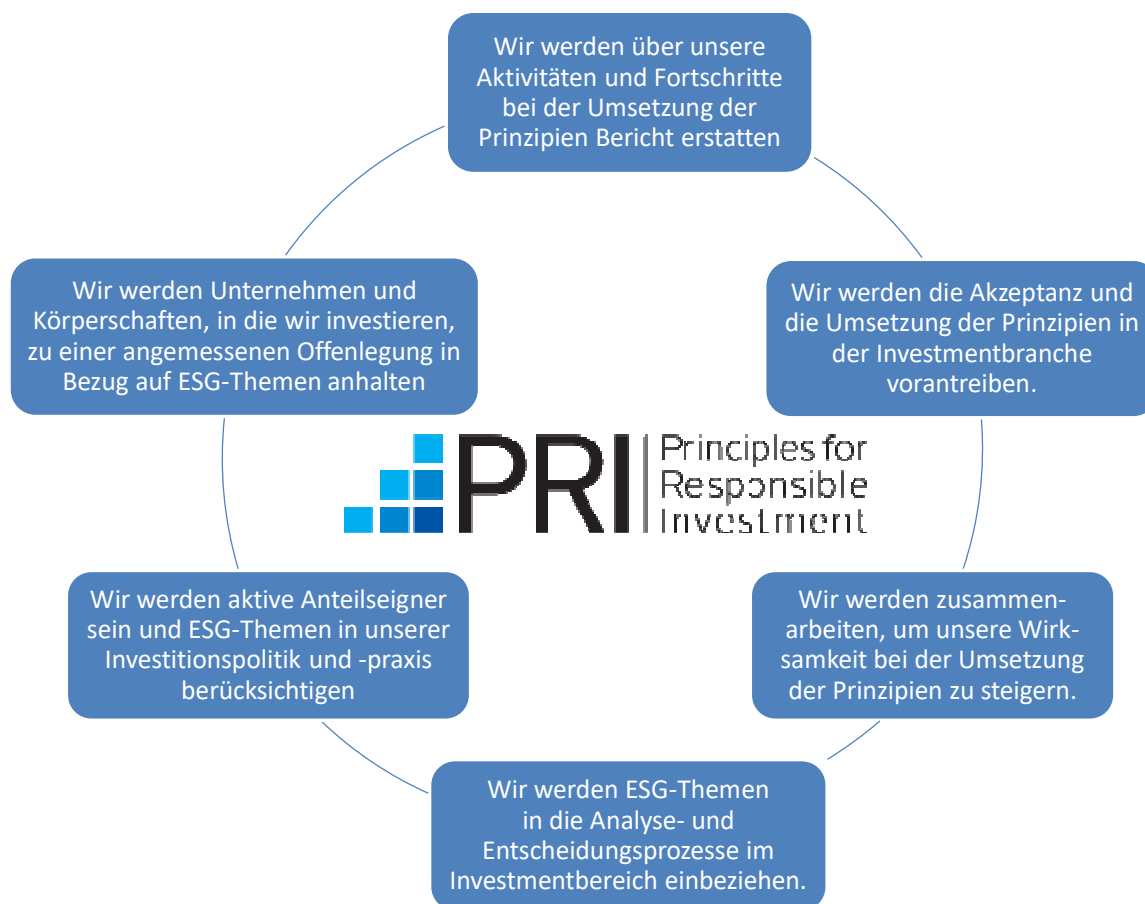 Wir werden über unsere
Aktivitäten und Fortschritte
bei der Umsetzung der
Prinzipien Bericht erstatten
Wir werden Unternehmen und
Körperschaften, in die wir investieren,
zu einer angemessenen Offenlegung in
Bezug auf ESG-Themen anhalten
Wir werden die Akzeptanz und
die Umsetzung der Prinzipien in
der Investmentbranche
vorantreiben.
PRI
Principles for
Responsible
Investment
Wir werden aktive Anteilseigner
sein und ESG-Themen in unserer
Investitionspolitik und -praxis
berücksichtigen
Wir werden zusammen-
arbeiten, um unsere Wirk-
samkeit bei der Umsetzung
der Prinzipien zu steigern.
Wir werden ESG-Themen
in die Analyse- und
Entscheidungsprozesse im
Investmentbereich einbeziehen.